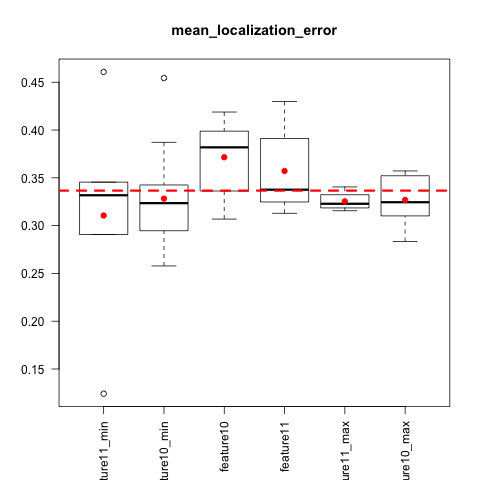 mean_localization_error
0.45
0.40
0.35
0.30
0.25
0.20
0.15
ture11_min
ture10_min
feature10
feature11
ure11_max
ure10_max